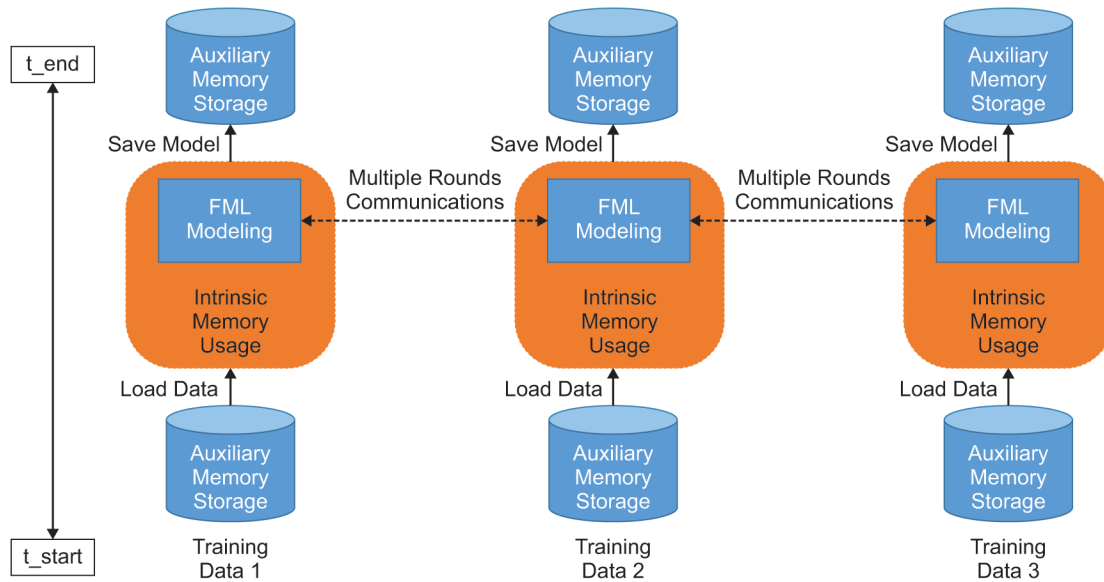 t_end
Auxiliary
Memory
Storage
Auxiliary
Memory
Storage
Auxiliary
Memory
Storage
Save Model
Save Model
Save Model
FML
Modeling
Multiple Rounds
Communications
FML
Modeling
Multiple Rounds
Communications
FML
Modeling
Intrinsic
Memory
Usage
Intrinsic
Memory
Usage
Intrinsic
Memory
Usage
Load Data
Load Data
Load Data
Auxiliary
Memory
Storage
Auxiliary
Memory
Storage
Auxiliary
Memory
Storage
t_start
Training
Data 1
Training
Data 2
Training
Data 3